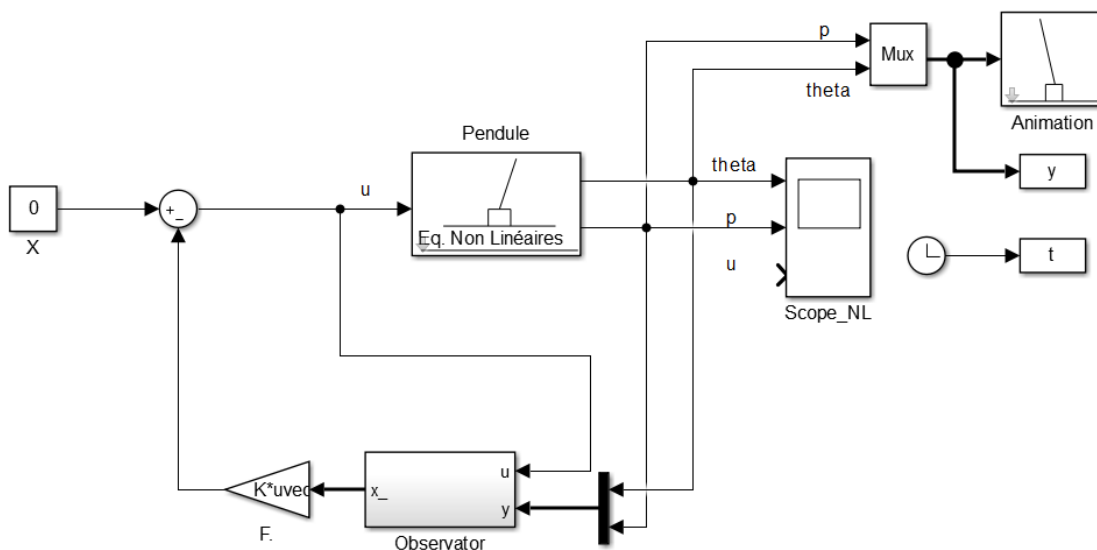 p
Mux
theta
Animation
Pendule
theta
u
0
+
_
X
Eq. Non Linéaires
p
u
y
t
Scope_NL
u
K*uvec
x_
y
F.
Observator